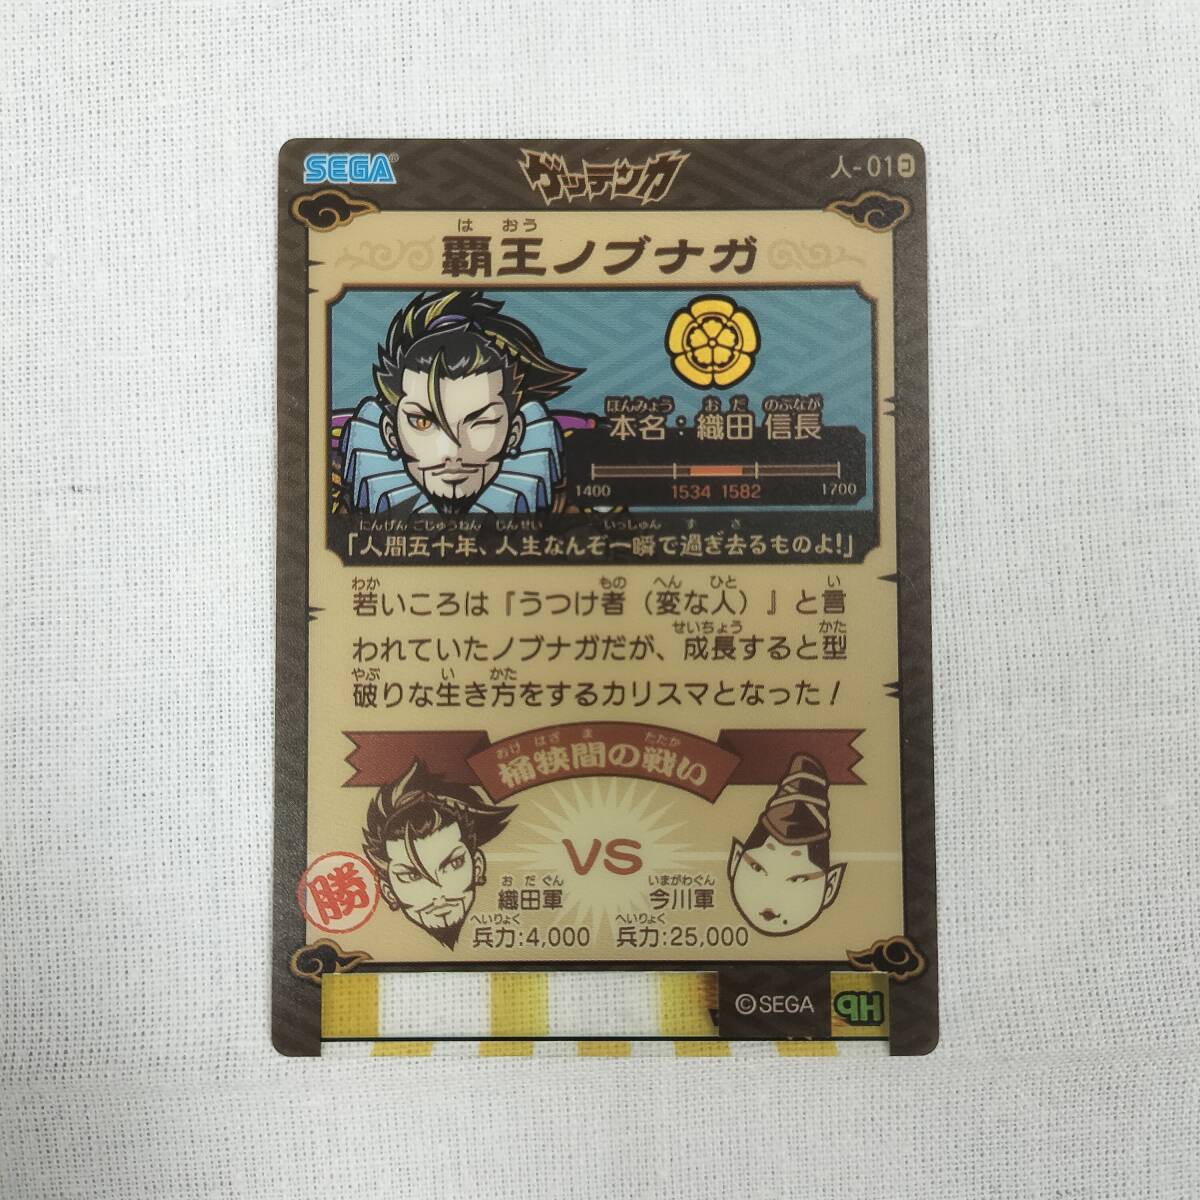 SEGA®
ゲッテンカ
人-01コ
は おう
覇王ノブナガ
ほんみょう お だ のぶなが
本名:織田 信長
1400 1534 1582 1700
にんげん ごじゅうねん じんせい いっしゅん す さ
「人間五十年、人生なんぞ一瞬で過ぎ去るものよ!」
わか もの へん ひと い
若いころは『うつけ者(変な人)』と言
せいちょう かた
われていたノブナガだが、成長すると型
やぶ い かた
破りな生き方をするカリスマとなった!
おけ はざ ま たたか
桶狭間の戦い
VS
お だ ぐん
織田軍
いまがわぐん
今川軍
勝
へいりょく
兵力:4,000
へいりょく
兵力:25,000
©SEGA
HP